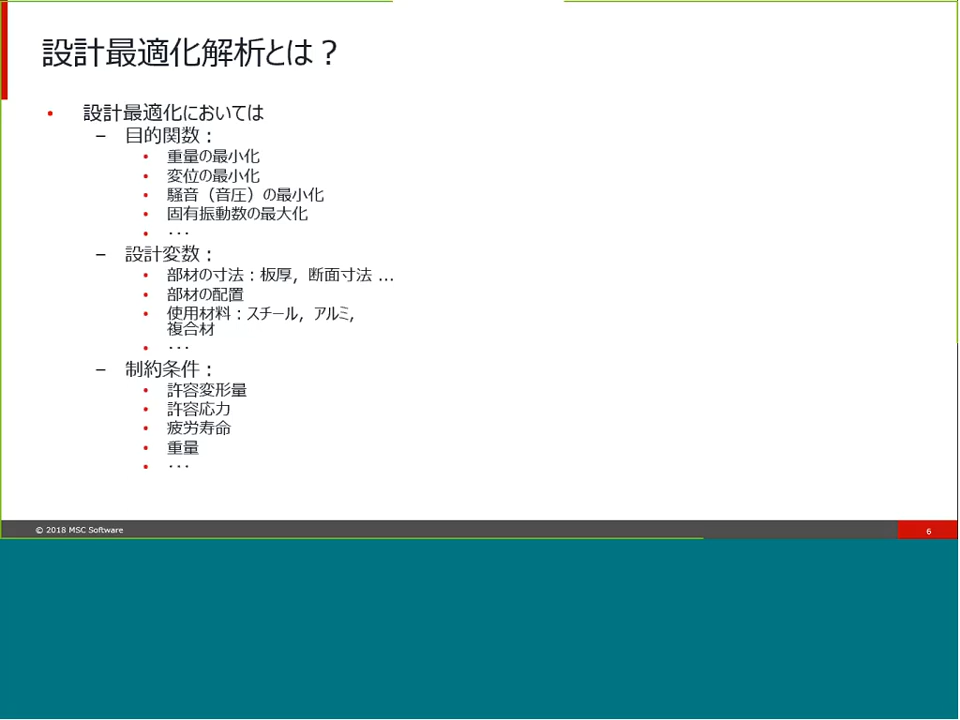 設計最適化解析とは？
• 設計最適化においては
– 目的関数：
• 重量の最小化
• 変位の最小化
• 騒音（音圧）の最小化
• 固有振動数の最大化
• ･･･
– 設計変数：
• 部材の寸法：板厚，断面寸法 …
• 部材の配置
• 使用材料：スチール，アルミ，
複合材
• ･･･
– 制約条件：
• 許容変形量
• 許容応力
• 疲労寿命
• 重量
• ･･･
© 2018 MSC Software
6